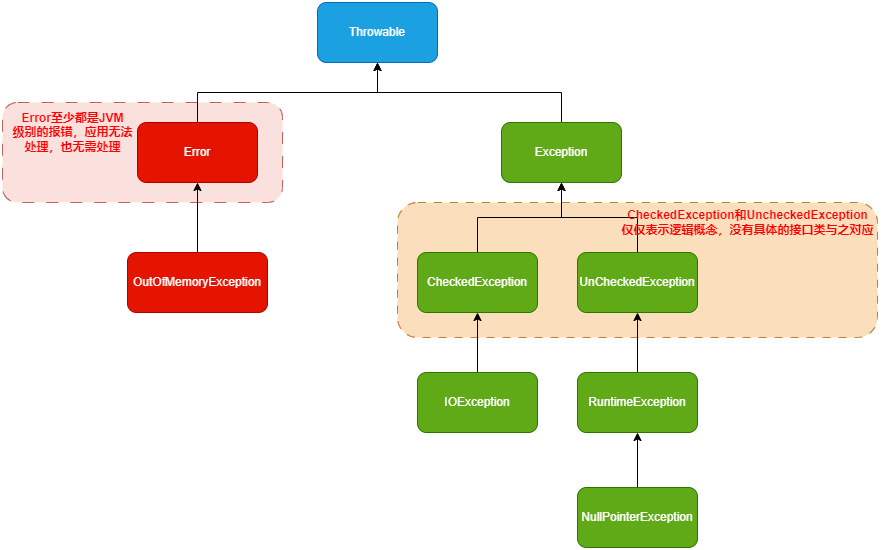 Throwable
Error至少都是JVM
级别的报错，应用无法
处理，也无需处理
Error
Exception
CheckedException和UncheckedException
仅仅表示逻辑概念，没有具体的接口类与之对应
OutOfMemoryException
CheckedException
UnCheckedException
IOException
RuntimeException
NullPointerException